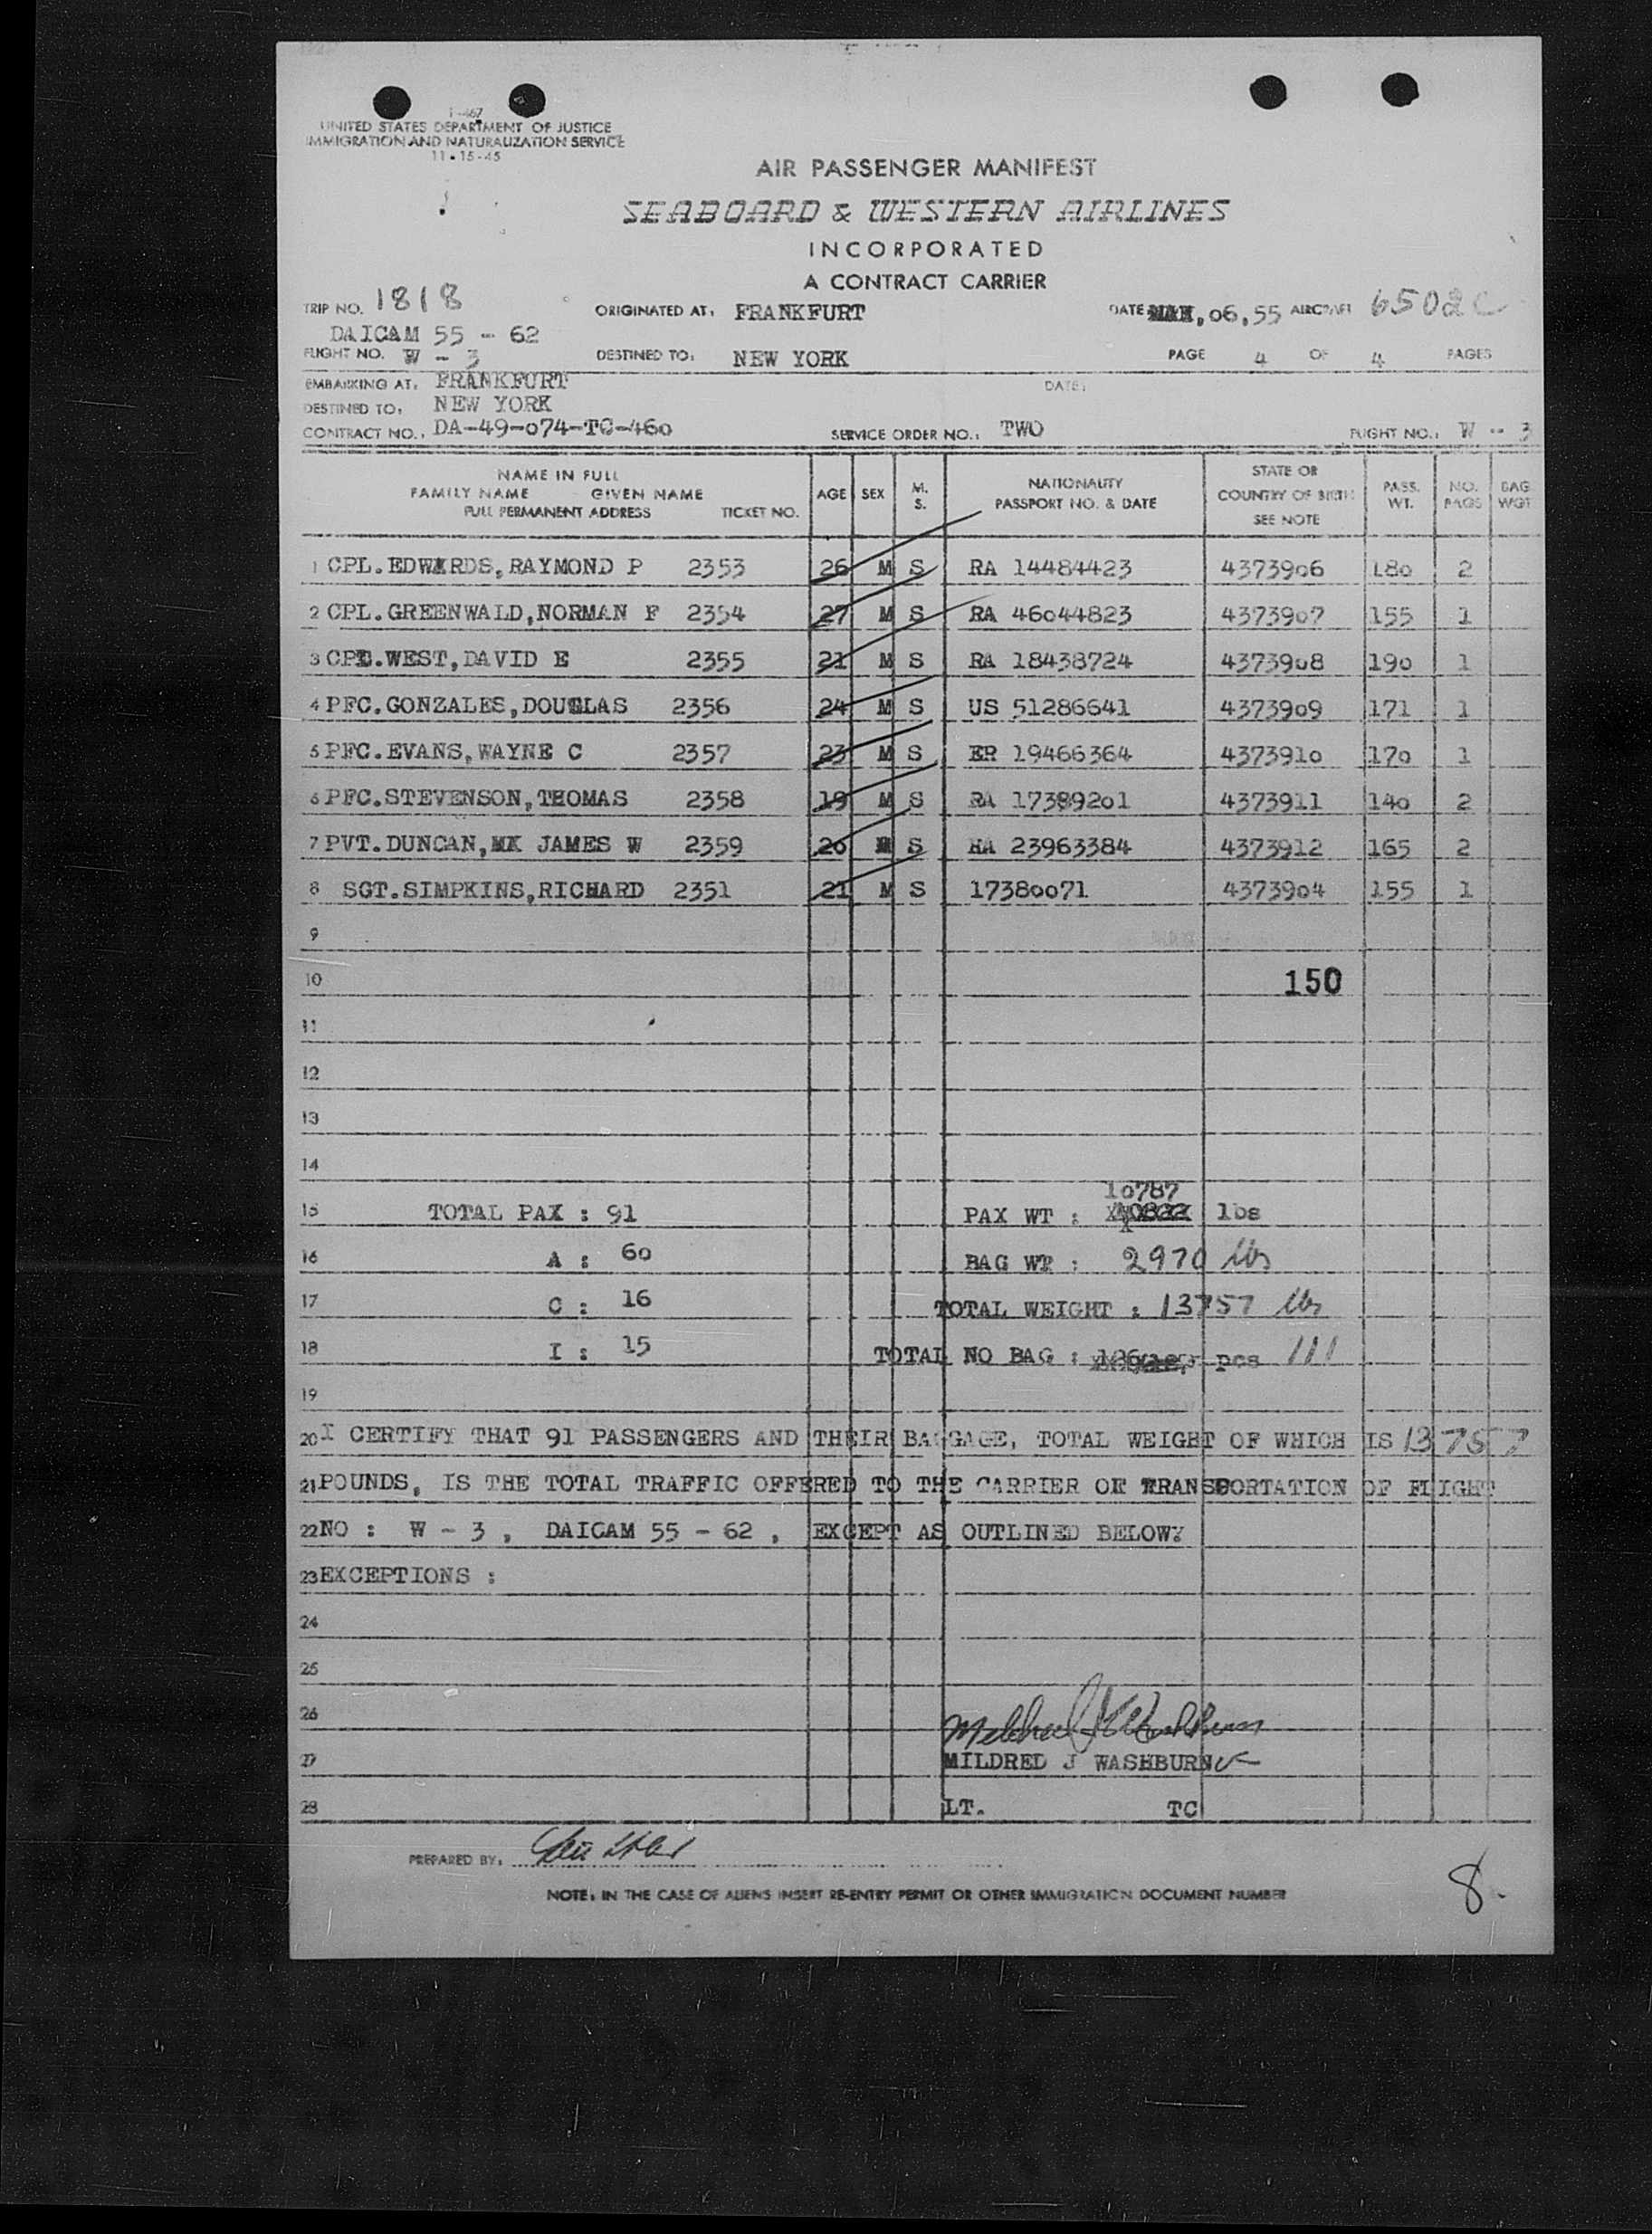 I-467
UNITED STATES DEPARTMENT OF JUSTICE
IMMIGRATION AND NATURALIZATION SERVICE
11-15-45
AIR PASSENGER MANIFEST
SEABOARD & WESTERN AIRLINES
INCORPORATED
A CONTRACT CARRIER
TRIP NO. 1818 ORIGINATED AT: FRANKFURT DATE MAR, 06,55 AIRCRAFT 6502C
DAICAM 55 - 62
FLIGHT NO. W - 3 DESTINED TO: NEW YORK PAGE 4 OF 4 PAGES
EMBARKING AT: FRANKFURT DATE:
DESTINED TO: NEW YORK
CONTRACT NO.: DA-49-074-TC-460 SERVICE ORDER NO.: TWO FLIGHT NO.: W - 3
NAME IN FULL
FAMILY NAME GIVEN NAME
FULL PERMANENT ADDRESS TICKET NO. AGE SEX M. S. NATIONALITY PASSPORT NO. & DATE STATE OR COUNTRY OF BIRTH SEE NOTE PASS. WT. NO. BAGS BAG WGT
1 CPL.EDWARDS,RAYMOND P 2353 26 M S RA 14484423 4373906 180 2
2 CPL.GREENWALD,NORMAN F 2354 27 M S RA 46044823 4373907 155 1
3 CPL.WEST,DAVID E 2355 21 M S RA 18438724 4373908 190 1
4 PFC.GONZALES,DOUGLAS 2356 24 M S US 51286641 4373909 171 1
5 PFC.EVANS,WAYNE C 2357 23 M S ER 19466364 4373910 170 1
6 PFC.STEVENSON,THOMAS 2358 19 M S RA 17389201 4373911 140 2
7 PVT.DUNCAN,MK JAMES W 2359 20 M S RA 23963384 4373912 165 2
8 SGT.SIMPKINS,RICHARD 2351 21 M S 17380071 4373904 155 1
9
10 150
11
12
13
14
10787
15 TOTAL PAX : 91 PAX WT : lbs
16 A : 60 BAG WT : 2970 lbs
17 C : 16 TOTAL WEIGHT : 13757 lbs
18 I : 15 TOTAL NO BAG : pcs 111
19
20 I CERTIFY THAT 91 PASSENGERS AND THEIR BAGGAGE, TOTAL WEIGHT OF WHICH IS 13757
21 POUNDS, IS THE TOTAL TRAFFIC OFFERED TO THE CARRIER OR TRANSPORTATION OF FLIGHT
22 NO : W - 3 , DAICAM 55 - 62 , EXCEPT AS OUTLINED BELOW:
23 EXCEPTIONS :
24
25
26 Mildred J Washburn
27 MILDRED J WASHBURN
28 LT. TC
PREPARED BY:
NOTE: IN THE CASE OF ALIENS INSERT RE-ENTRY PERMIT OR OTHER IMMIGRATION DOCUMENT NUMBER
8.